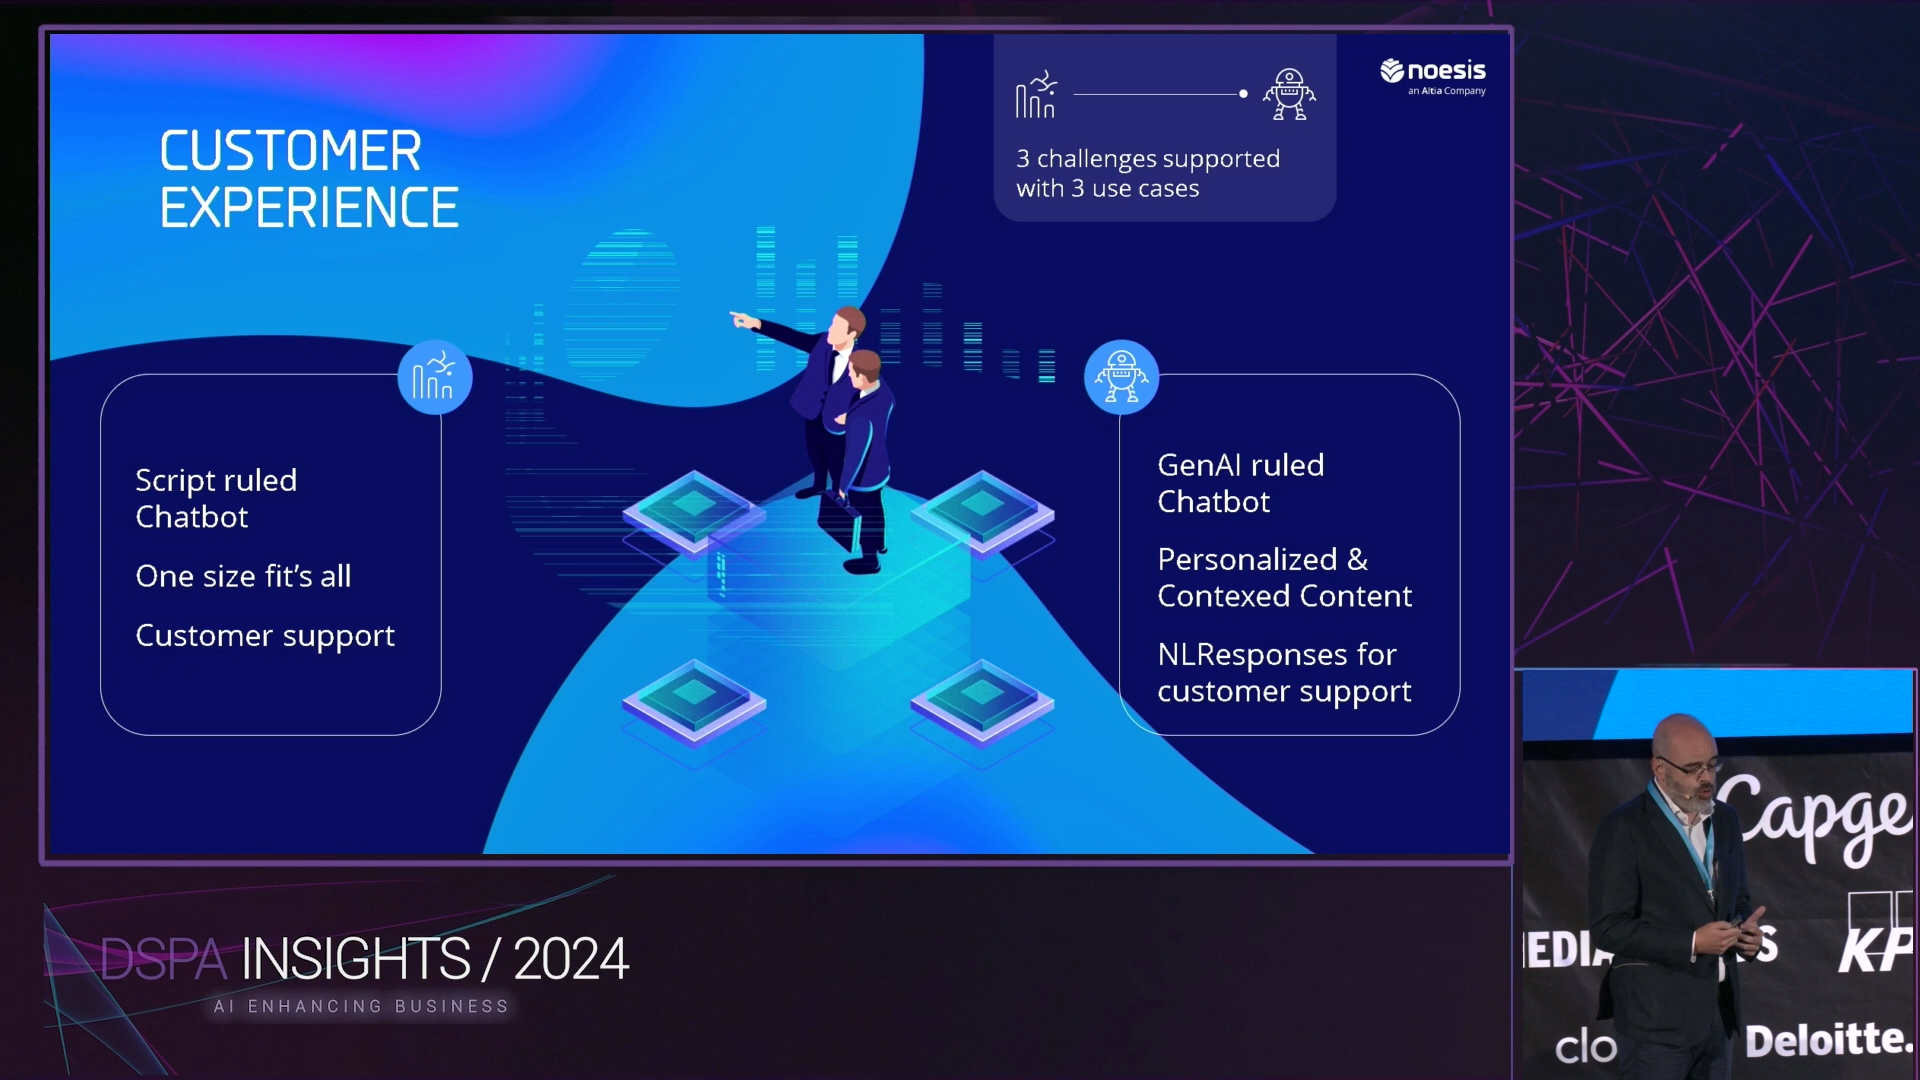 CUSTOMER
EXPERIENCE
3 challenges supported
with 3 use cases
noesis
an Altia Company
Script ruled
Chatbot
One size fit's all
Customer support
GenAI ruled
Chatbot
Personalized &
Contexed Content
NLResponses for
customer support
DSPA INSIGHTS / 2024
AI ENHANCING BUSINESS
Capge
EDIA
S
KP
clo
Deloitte.